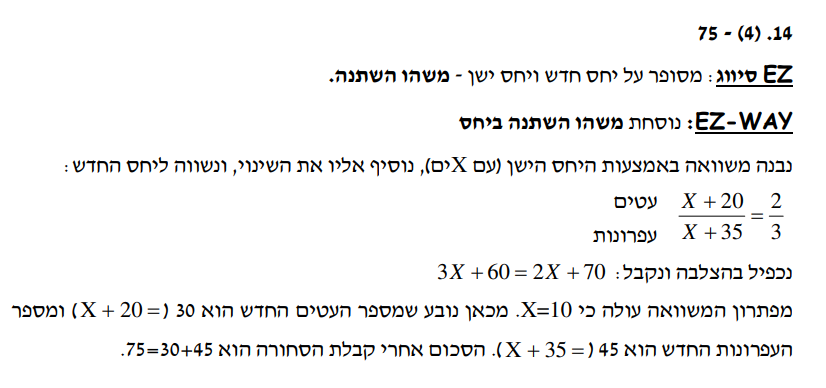 14. (4) - 75
EZ סיווג: מסופר על יחס חדש ויחס ישן - משהו השתנה.
EZ-WAY: נוסחת משהו השתנה ביחס
נבנה משוואה באמצעות היחס הישן (עם Xים), נוסיף אליו את השינוי, ונשווה ליחס החדש:
עטים X + 20 2
=
עפרונות X + 35 3
נכפיל בהצלבה ונקבל: 3X + 60 = 2X + 70
מפתרון המשוואה עולה כי X=10. מכאן נובע שמספר העטים החדש הוא 30 (= X + 20) ומספר
העפרונות החדש הוא 45 (= X + 35). הסכום אחרי קבלת הסחורה הוא 75=30+45.